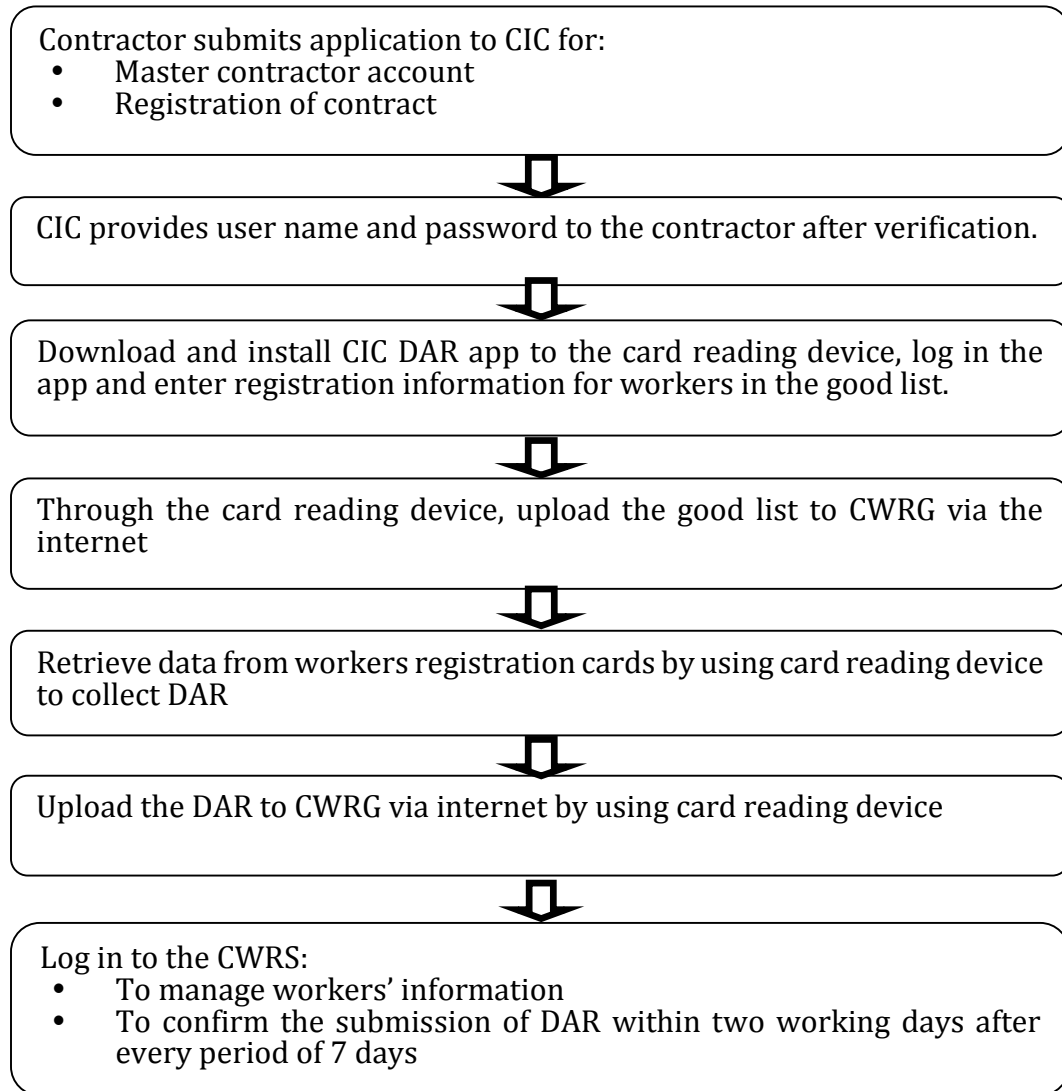 Contractor submits application to CIC for:
• Master contractor account
• Registration of contract
CIC provides user name and password to the contractor after verification.
Download and install CIC DAR app to the card reading device, log in the
app and enter registration information for workers in the good list.
Through the card reading device, upload the good list to CWRG via the
internet
Retrieve data from workers registration cards by using card reading device
to collect DAR
Upload the DAR to CWRG via internet by using card reading device
Log in to the CWRS:
• To manage workers’ information
• To confirm the submission of DAR within two working days after
every period of 7 days